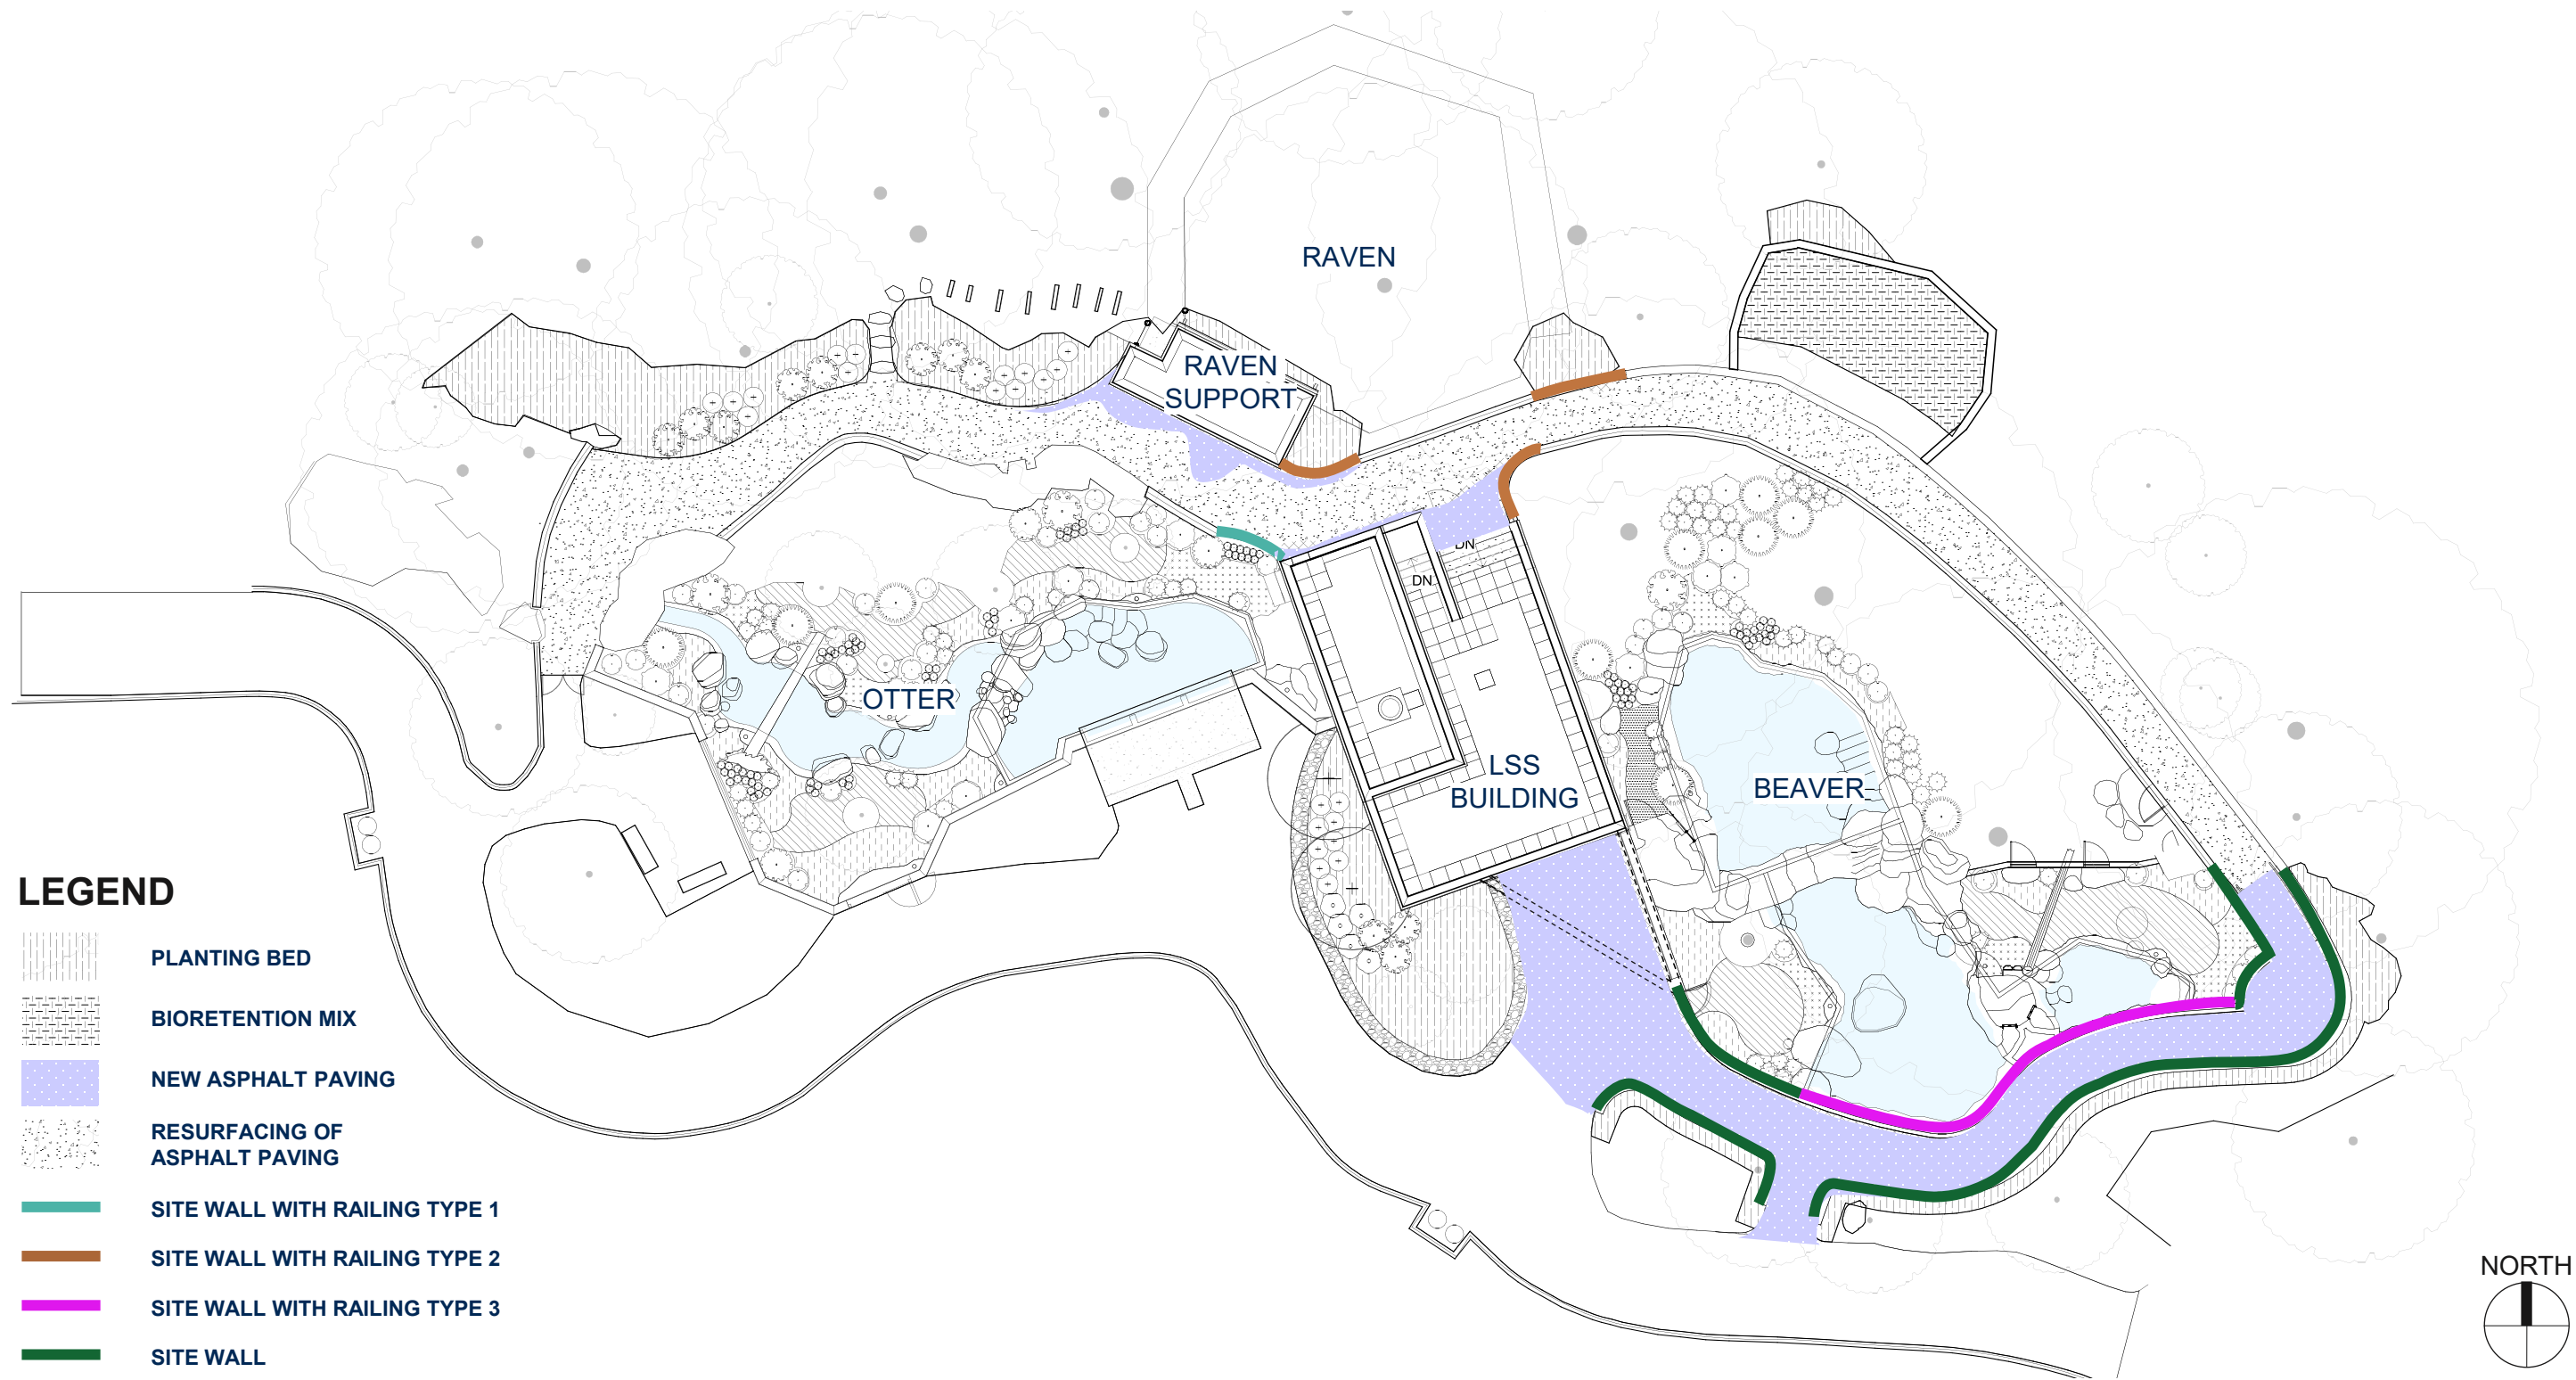 RAVEN
RAVEN
SUPPORT
DN
DN
OTTER
LSS
BUILDING
BEAVER
LEGEND
PLANTING BED
BIORETENTION MIX
NEW ASPHALT PAVING
RESURFACING OF
ASPHALT PAVING
SITE WALL WITH RAILING TYPE 1
SITE WALL WITH RAILING TYPE 2
SITE WALL WITH RAILING TYPE 3
SITE WALL
NORTH